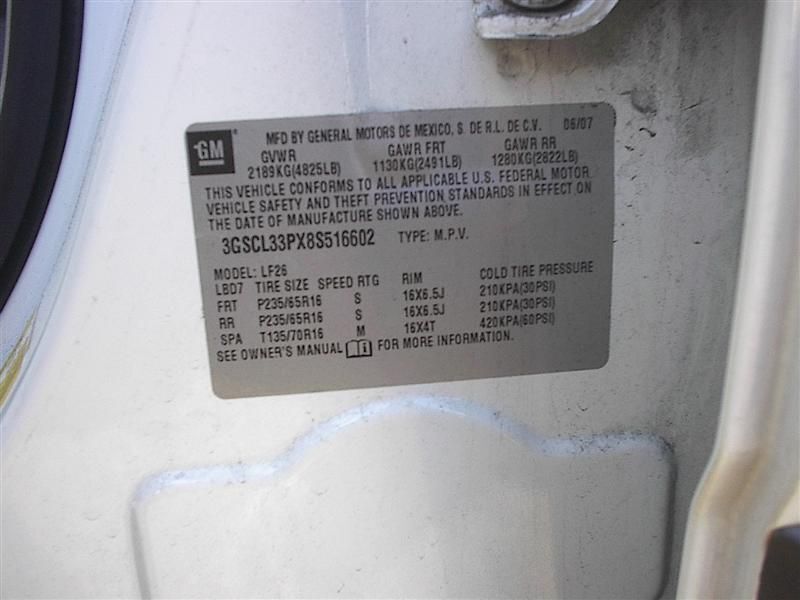 GM MFD BY GENERAL MOTORS DE MEXICO, S. DE R.L. DE C.V. 06/07
GVWR GAWR FRT GAWR RR
2189KG(4825LB) 1130KG(2491LB) 1280KG(2822LB)
THIS VEHICLE CONFORMS TO ALL APPLICABLE U.S. FEDERAL MOTOR
VEHICLE SAFETY AND THEFT PREVENTION STANDARDS IN EFFECT ON
THE DATE OF MANUFACTURE SHOWN ABOVE.
3GSCL33PX8S516602 TYPE: M.P.V.
MODEL: LF26
LBD7 TIRE SIZE SPEED RTG RIM COLD TIRE PRESSURE
FRT P235/65R16 S 16X6.5J 210KPA(30PSI)
RR P235/65R16 S 16X6.5J 210KPA(30PSI)
SPA T135/70R16 M 16X4T 420KPA(60PSI)
SEE OWNER'S MANUAL i FOR MORE INFORMATION.